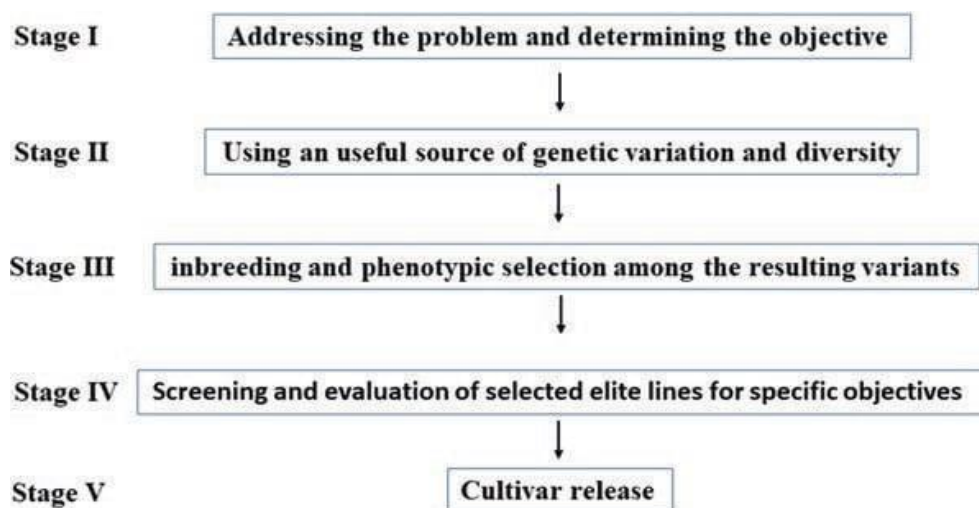 Stage I Addressing the problem and determining the objective
Stage II Using an useful source of genetic variation and diversity
Stage III inbreeding and phenotypic selection among the resulting variants
Stage IV Screening and evaluation of selected elite lines for specific objectives
Stage V Cultivar release